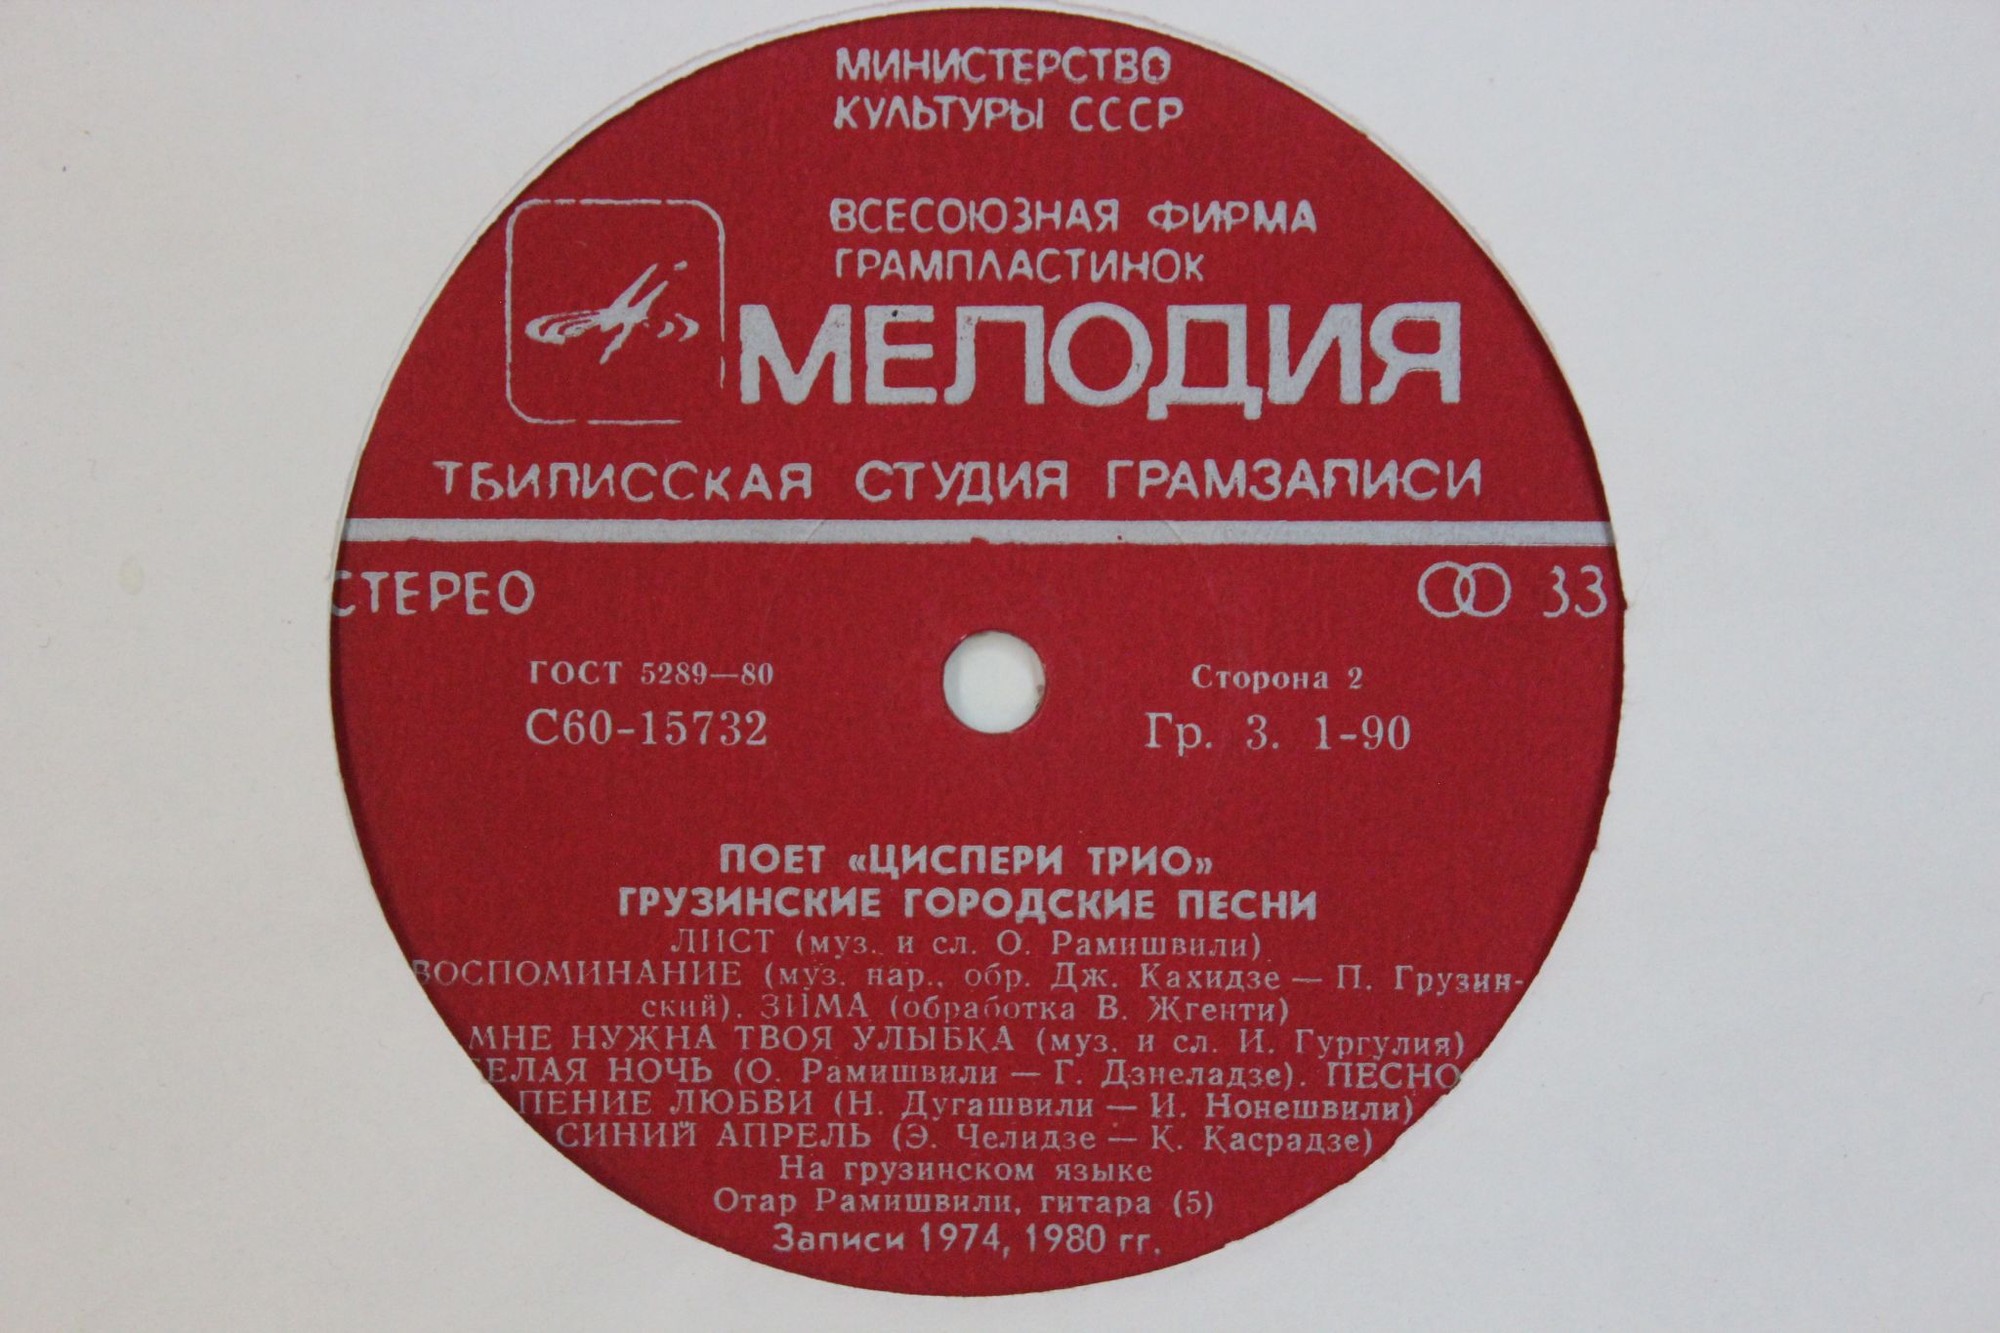 МИНИСТЕРСТВО
КУЛЬТУРЫ СССР
ВСЕСОЮЗНАЯ ФИРМА
ГРАМПЛАСТИНОК
МЕЛОДИЯ
ТБИЛИССКАЯ СТУДИЯ ГРАМЗАПИСИ
СТЕРЕО
33
ГОСТ 5289—80
Сторона 2
С60-15732
Гр. 3. 1-90
ПОЕТ «ЦИСПЕРИ ТРИО»
ГРУЗИНСКИЕ ГОРОДСКИЕ ПЕСНИ
ЛИСТ (муз. и сл. О. Рамишвили)
ВОСПОМИНАНИЕ (муз. нар., обр. Дж. Кахидзе — П. Грузин-
ский). ЗИМА (обработка В. Жгенти)
МНЕ НУЖНА ТВОЯ УЛЫБКА (муз. и сл. И. Гургулия)
ЕЛАЯ НОЧЬ (О. Рамишвили — Г. Дзнеладзе). ПЕСНО
ПЕНИЕ ЛЮБВИ (Н. Дугашвили — И. Нонешвили)
СИНИЙ АПРЕЛЬ (Э. Челидзе — К. Касрадзе)
На грузинском языке
Отар Рамишвили, гитара (5)
Записи 1974, 1980 гг.